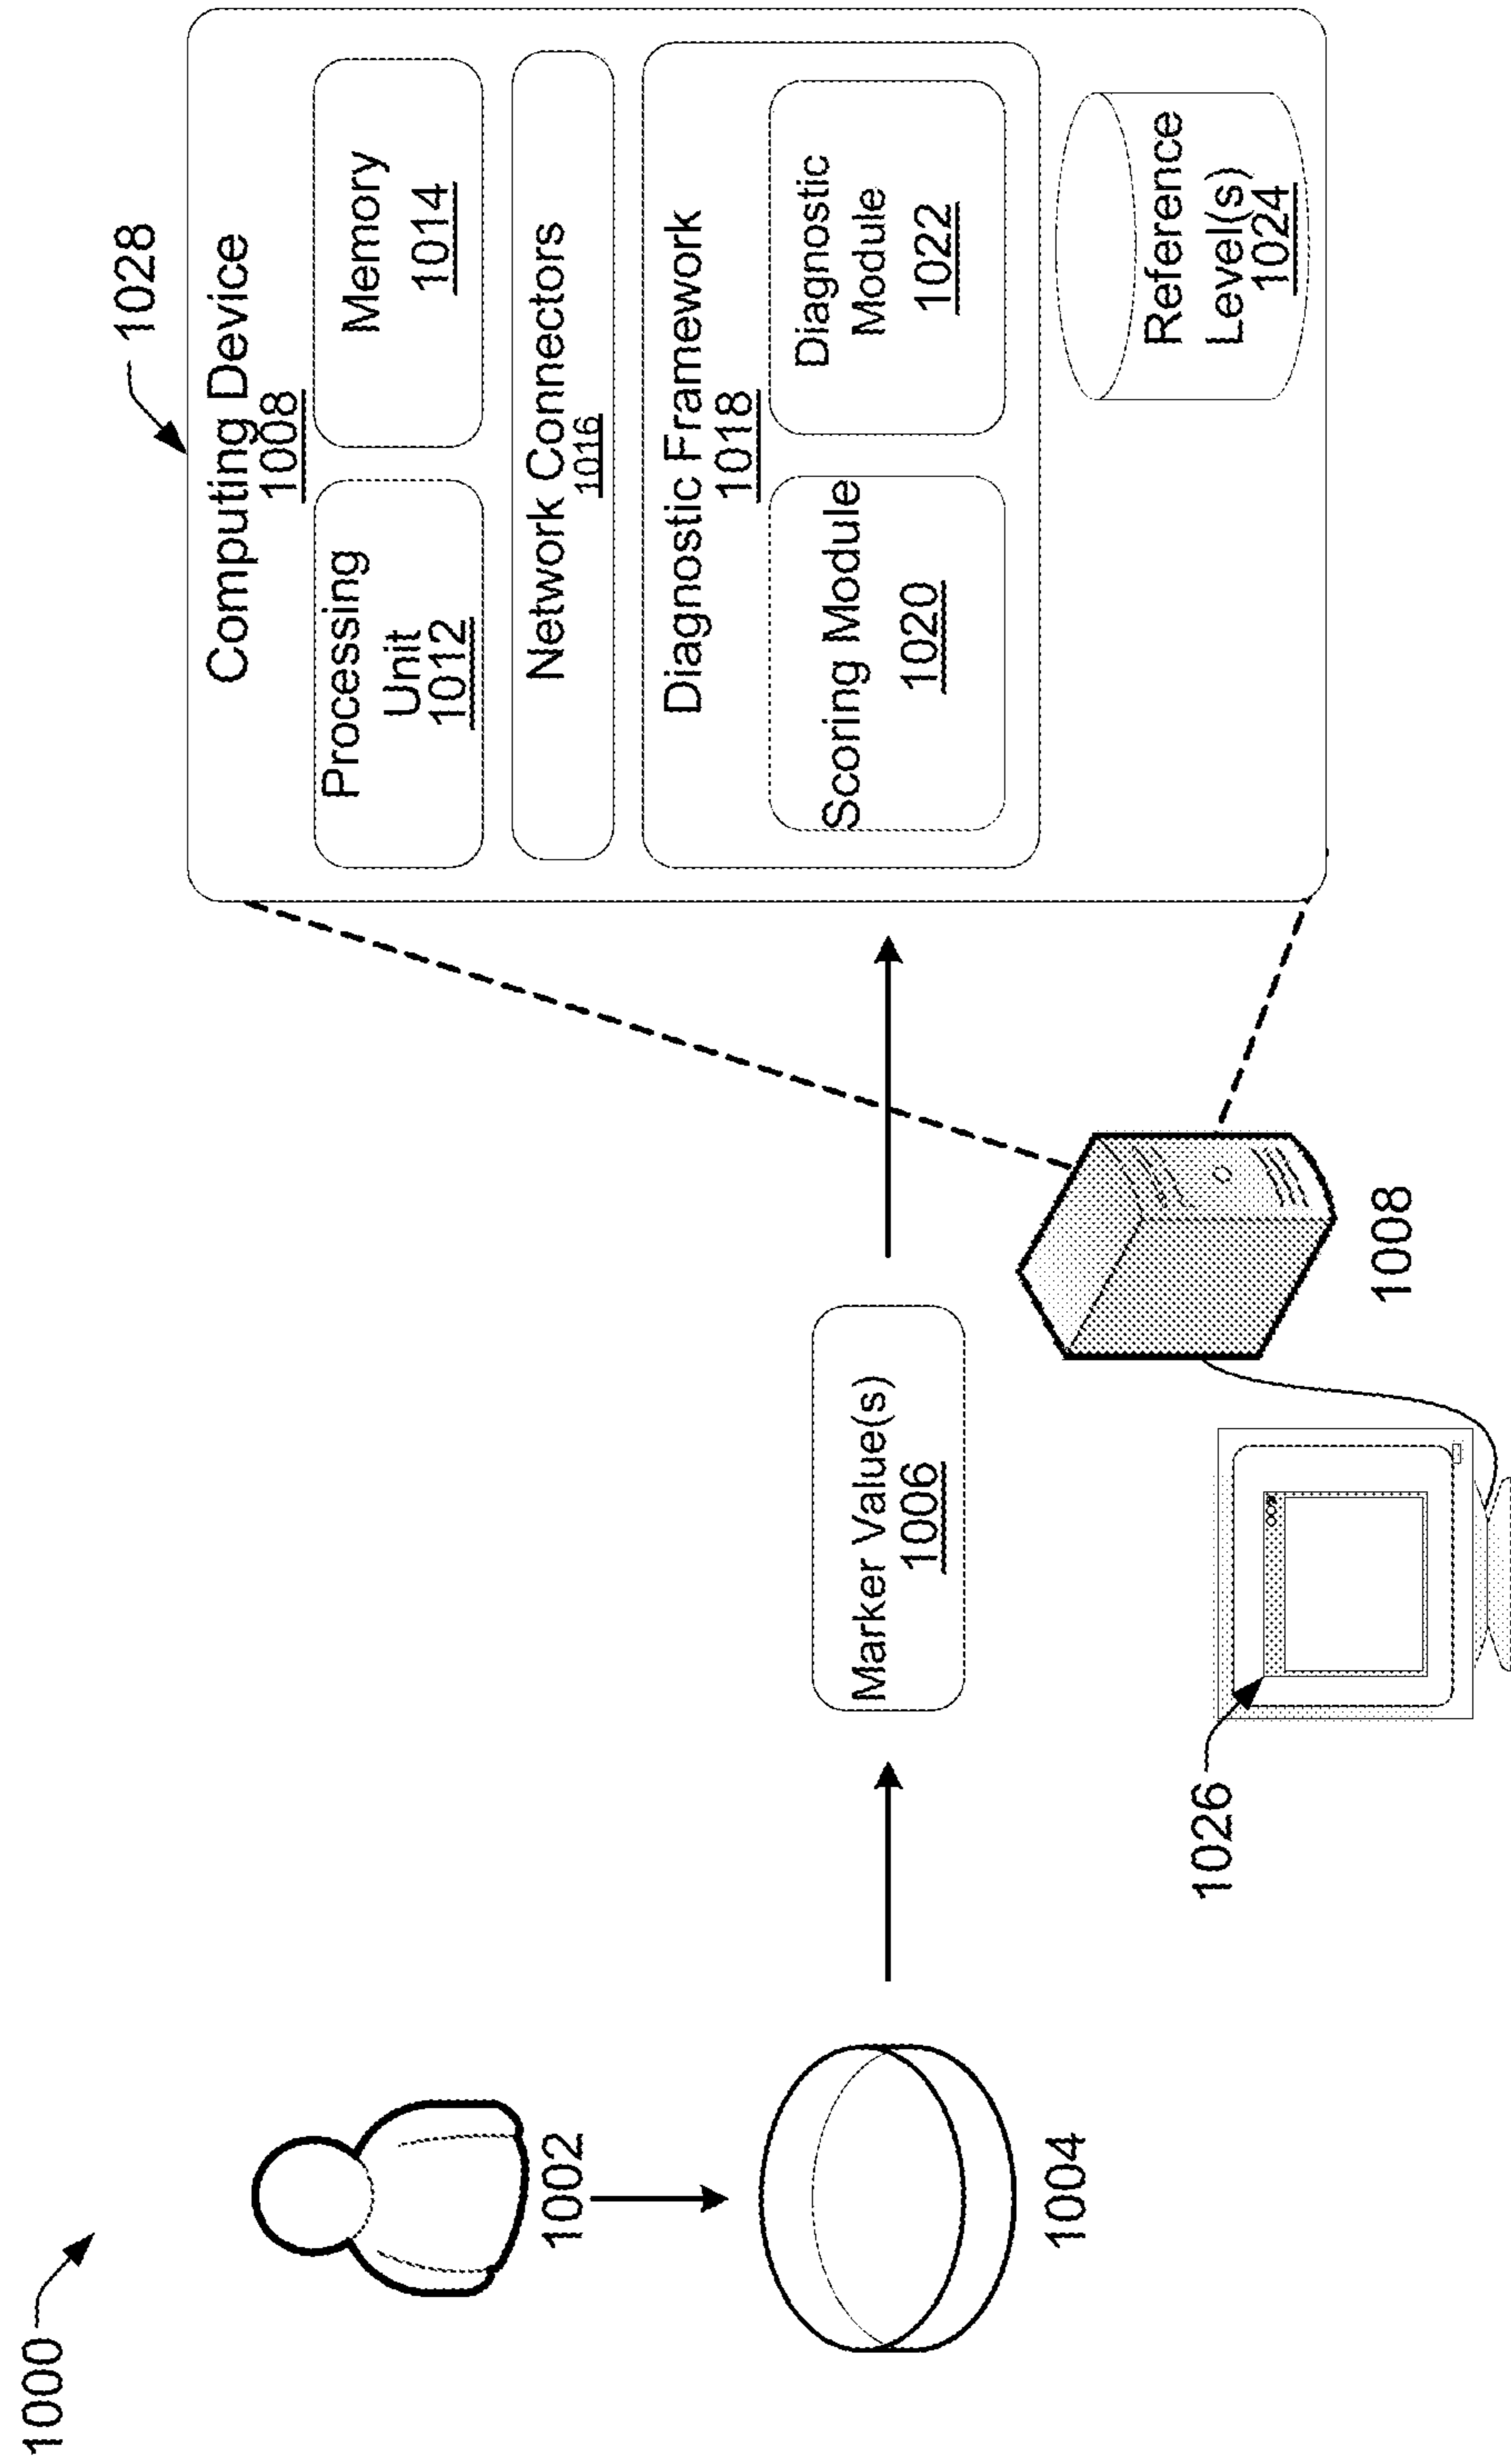 1000
1002
1004
Marker Value(s)
1006
1026
1008
1028
Computing Device
1008
Processing
Unit
1012
Memory
1014
Network Connectors
1016
Diagnostic Framework
1018
Scoring Module
1020
Diagnostic
Module
1022
Reference
Level(s)
1024